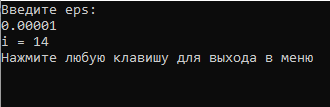 Введите eps:
0.00001
i = 14
Нажмите любую клавишу для выхода в меню